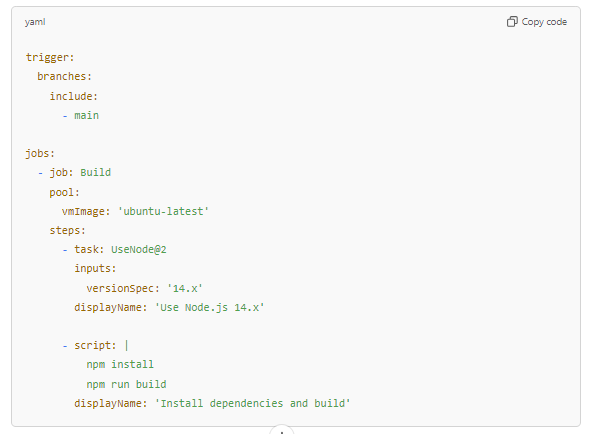 yaml
Copy code
trigger:
  branches:
    include:
      - main

jobs:
  - job: Build
    pool:
      vmImage: 'ubuntu-latest'
    steps:
      - task: UseNode@2
        inputs:
          versionSpec: '14.x'
        displayName: 'Use Node.js 14.x'

      - script: |
          npm install
          npm run build
        displayName: 'Install dependencies and build'